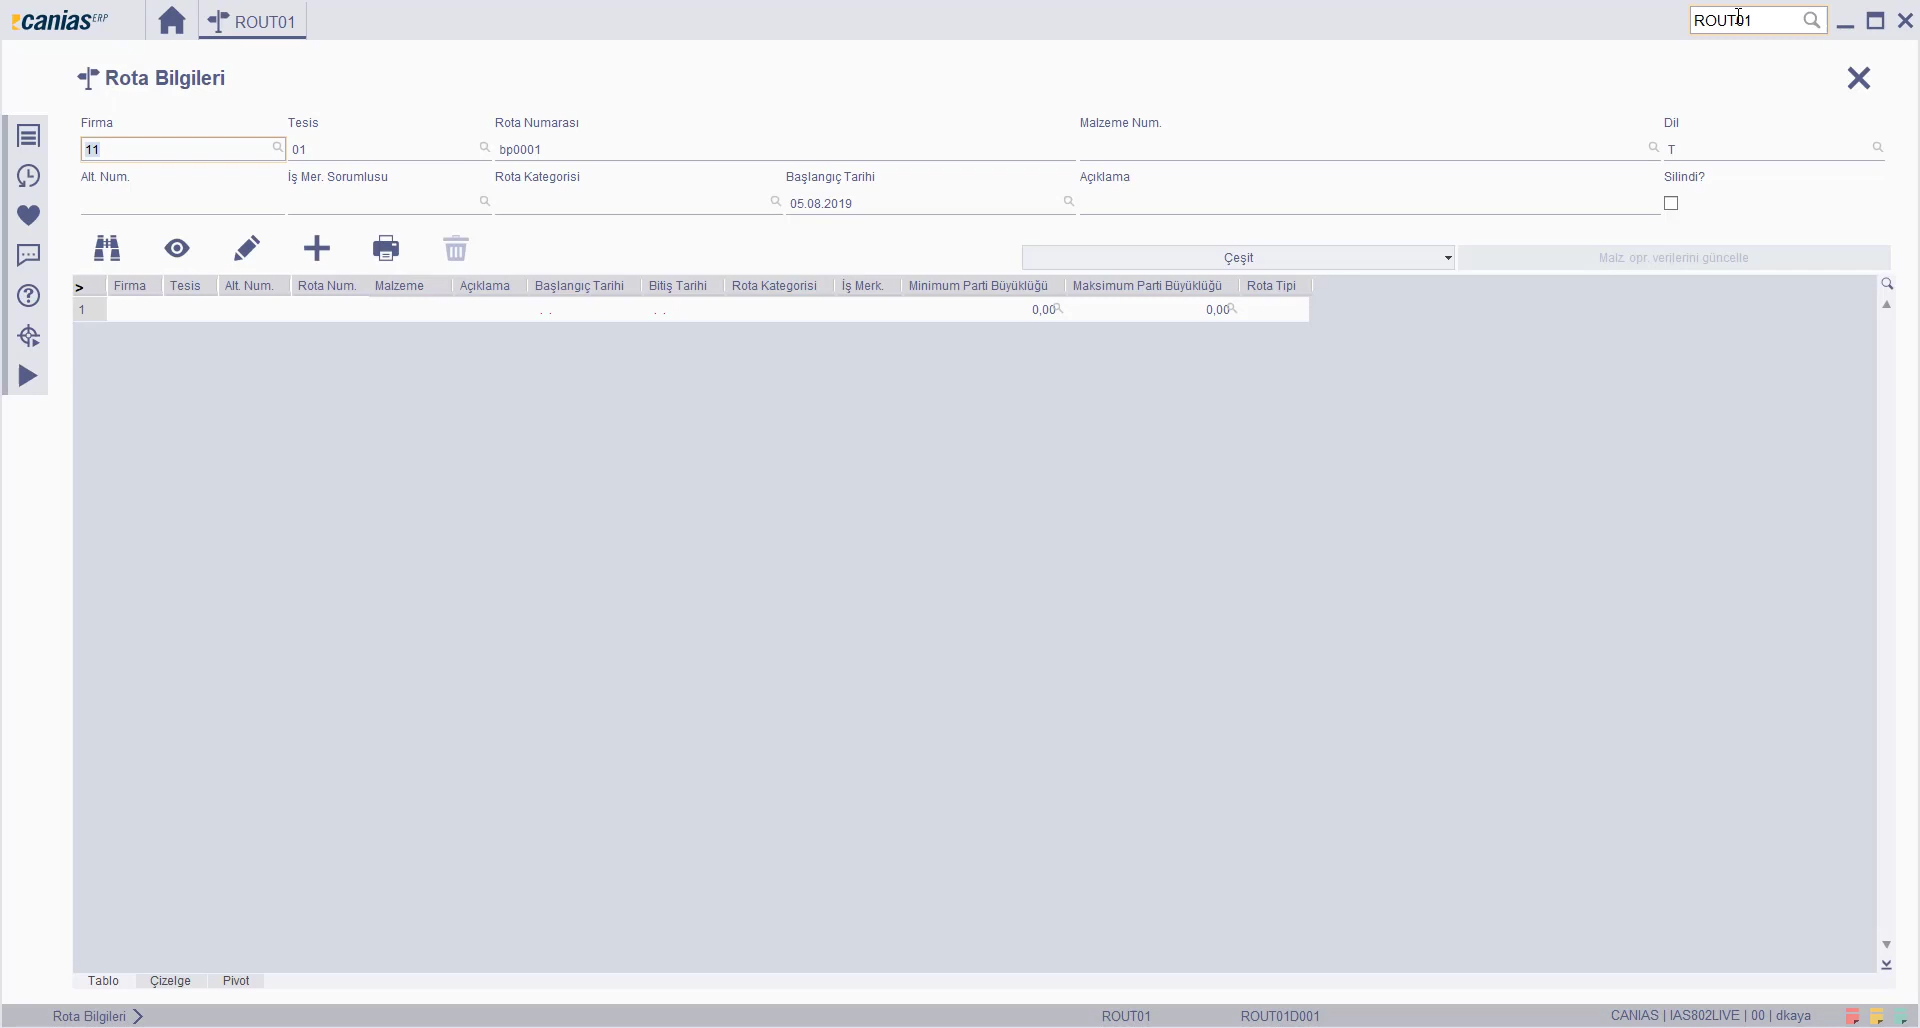 canias ERP
ROUT01
ROUT01
Rota Bilgileri
Firma Tesis Rota Numarası Malzeme Num. Dil
11 01 bp0001 T
Alt. Num. İş Mer. Sorumlusu Rota Kategorisi Başlangıç Tarihi Açıklama Silindi?
05.08.2019
Çeşit Malz. opr. verilerini güncelle
> Firma Tesis Alt. Num. Rota Num. Malzeme Açıklama Başlangıç Tarihi Bitiş Tarihi Rota Kategorisi İş Merk. Minimum Parti Büyüklüğü Maksimum Parti Büyüklüğü Rota Tipi
1 . . . . 0,00 0,00
Tablo Çizelge Pivot
Rota Bilgileri ROUT01 ROUT01D001 CANIAS | IAS802LIVE | 00 | dkaya